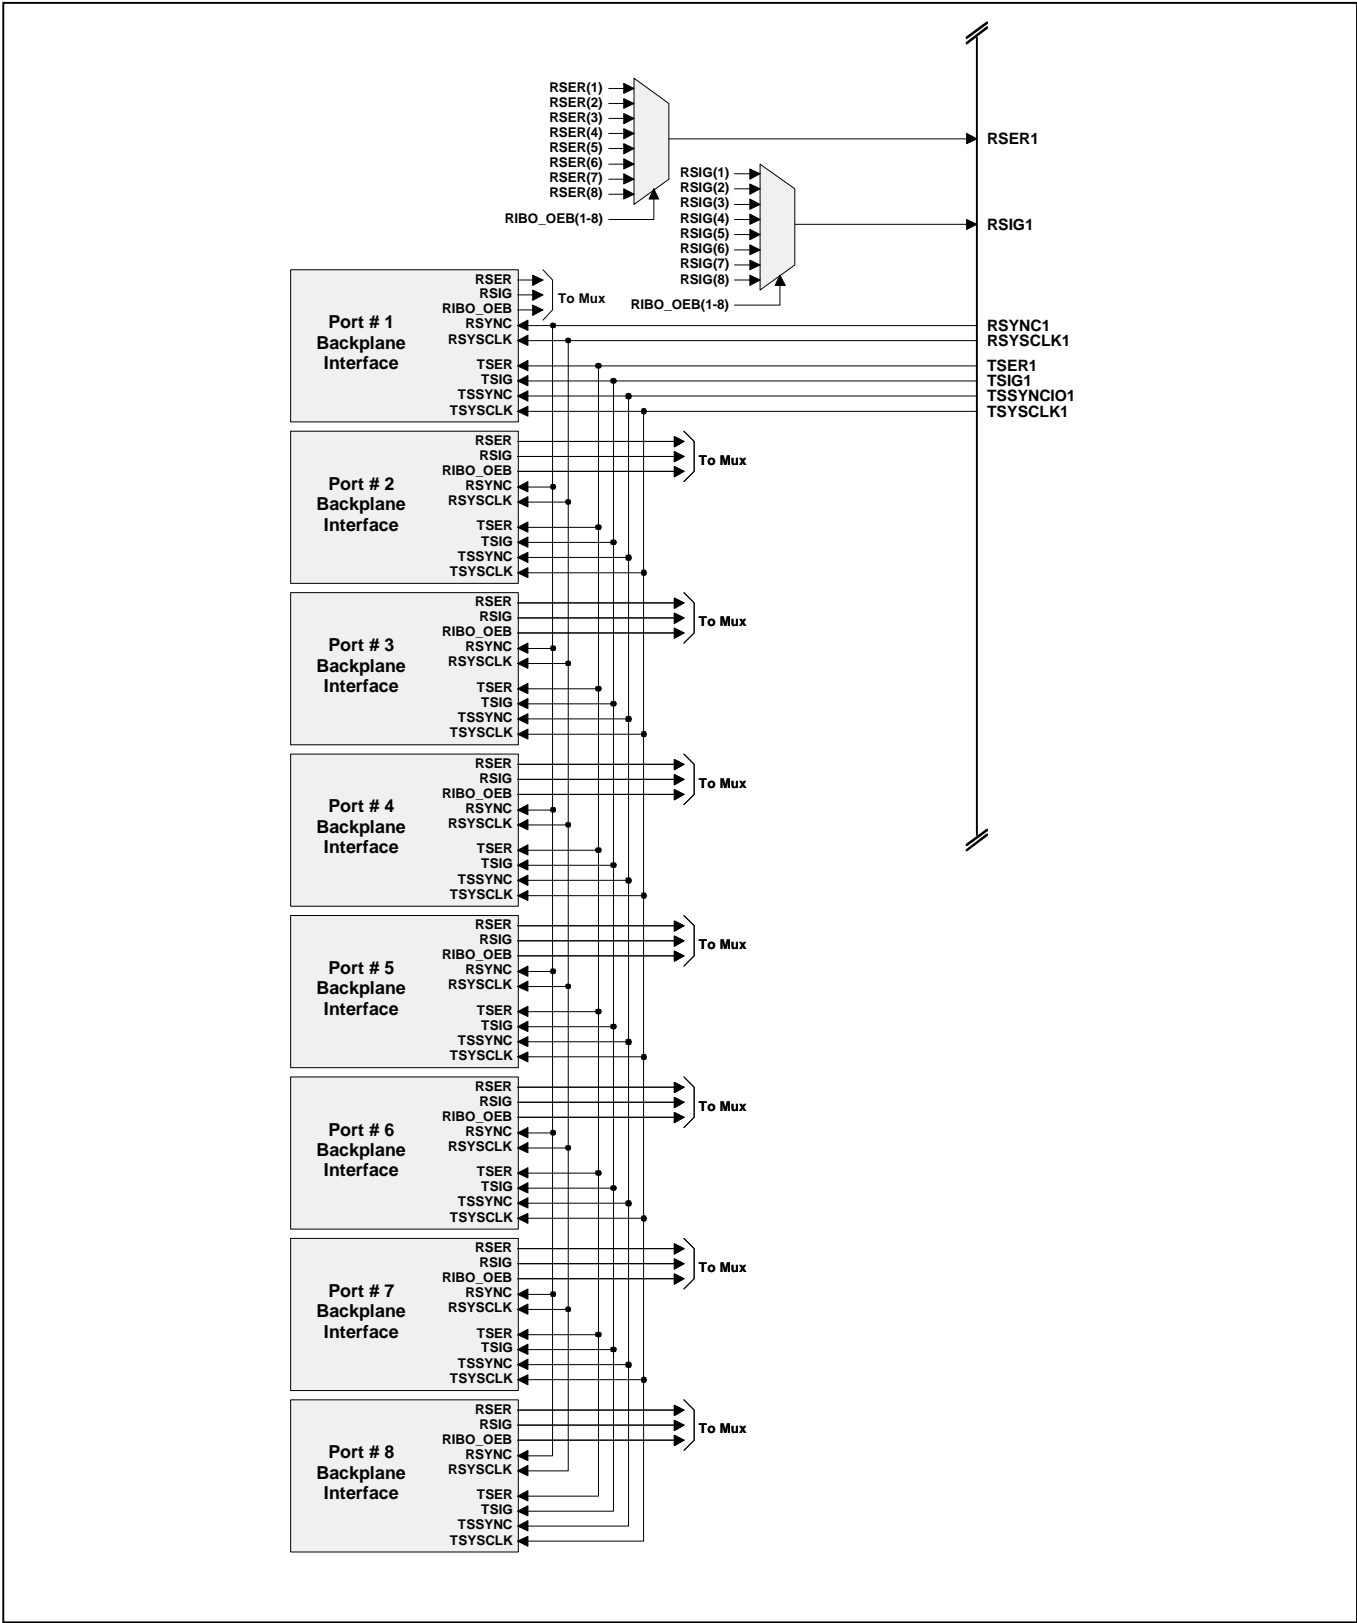 RSER(1)
RSER(2)
RSER(3)
RSER(4)
RSER(5)
RSER(6)
RSER(7)
RSER(8)
RIBO_OEB(1-8)
RSER1
RSIG(1)
RSIG(2)
RSIG(3)
RSIG(4)
RSIG(5)
RSIG(6)
RSIG(7)
RSIG(8)
RIBO_OEB(1-8)
RSIG1
Port # 1
Backplane
Interface
RSER
RSIG
RIBO_OEB
RSYNC
RSYSCLK
TSER
TSIG
TSSYNC
TSYSCLK
To Mux
RSYNC1
RSYSCLK1
TSER1
TSIG1
TSSYNCIO1
TSYSCLK1
Port # 2
Backplane
Interface
RSER
RSIG
RIBO_OEB
RSYNC
RSYSCLK
TSER
TSIG
TSSYNC
TSYSCLK
To Mux
Port # 3
Backplane
Interface
RSER
RSIG
RIBO_OEB
RSYNC
RSYSCLK
TSER
TSIG
TSSYNC
TSYSCLK
To Mux
Port # 4
Backplane
Interface
RSER
RSIG
RIBO_OEB
RSYNC
RSYSCLK
TSER
TSIG
TSSYNC
TSYSCLK
To Mux
Port # 5
Backplane
Interface
RSER
RSIG
RIBO_OEB
RSYNC
RSYSCLK
TSER
TSIG
TSSYNC
TSYSCLK
To Mux
Port # 6
Backplane
Interface
RSER
RSIG
RIBO_OEB
RSYNC
RSYSCLK
TSER
TSIG
TSSYNC
TSYSCLK
To Mux
Port # 7
Backplane
Interface
RSER
RSIG
RIBO_OEB
RSYNC
RSYSCLK
TSER
TSIG
TSSYNC
TSYSCLK
To Mux
Port # 8
Backplane
Interface
RSER
RSIG
RIBO_OEB
RSYNC
RSYSCLK
TSER
TSIG
TSSYNC
TSYSCLK
To Mux